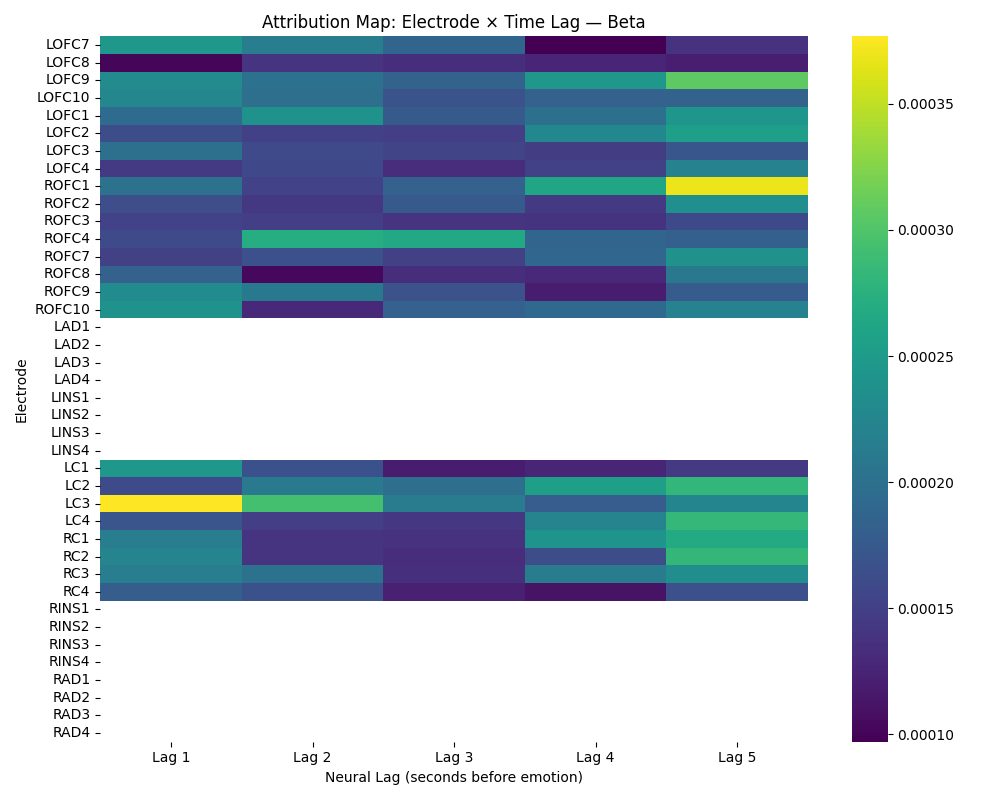 Attribution Map: Electrode × Time Lag — Beta
Electrode
LOFC7
LOFC8
LOFC9
LOFC10
LOFC1
LOFC2
LOFC3
LOFC4
ROFC1
ROFC2
ROFC3
ROFC4
ROFC7
ROFC8
ROFC9
ROFC10
LAD1
LAD2
LAD3
LAD4
LINS1
LINS2
LINS3
LINS4
LC1
LC2
LC3
LC4
RC1
RC2
RC3
RC4
RINS1
RINS2
RINS3
RINS4
RAD1
RAD2
RAD3
RAD4
Lag 1 Lag 2 Lag 3 Lag 4 Lag 5
Neural Lag (seconds before emotion)
0.00035
0.00030
0.00025
0.00020
0.00015
0.00010